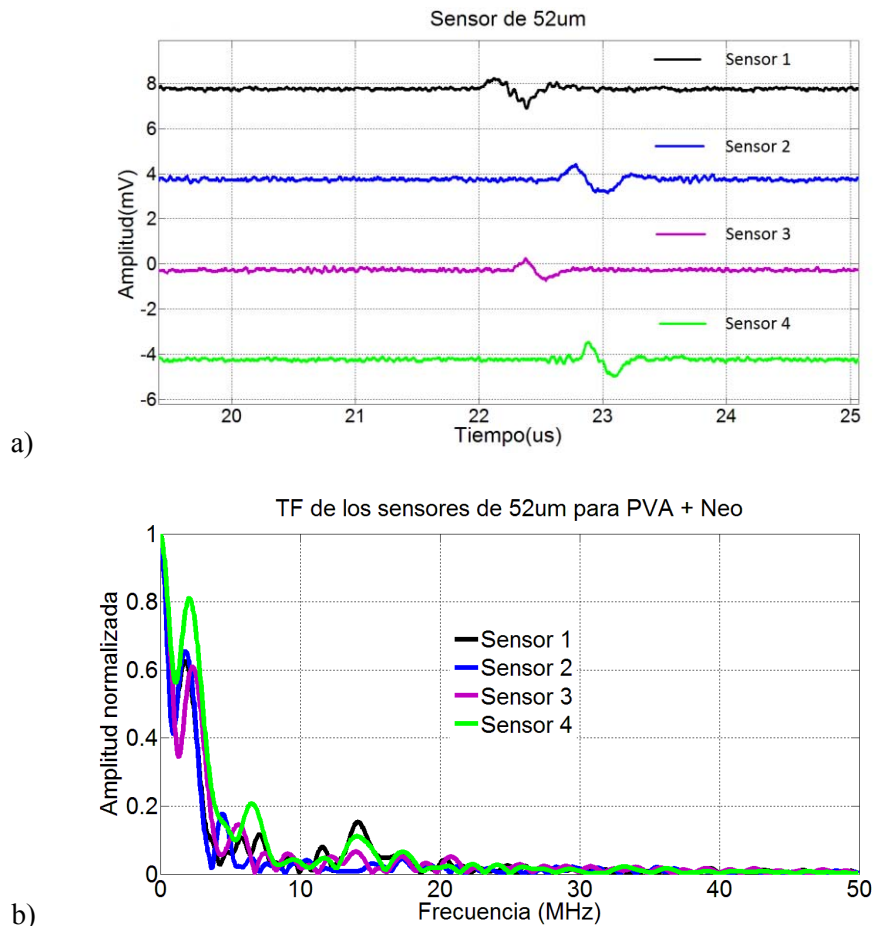 Sensor de 52um
Sensor 1
Sensor 2
Sensor 3
Sensor 4
Amplitud(mV)
8
6
4
2
0
-2
-4
-6
20
21
22
23
24
25
Tiempo(us)
a)
TF de los sensores de 52um para PVA + Neo
Sensor 1
Sensor 2
Sensor 3
Sensor 4
Amplitud normalizada
1
0.8
0.6
0.4
0.2
0
0
10
20
30
40
50
Frecuencia (MHz)
b)